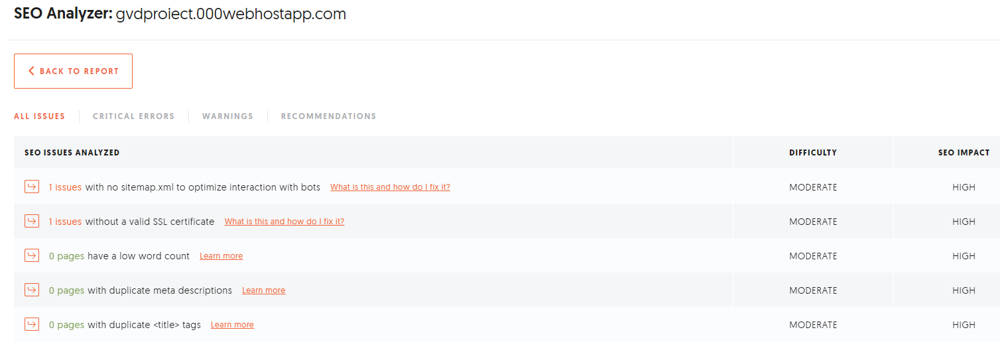 SEO Analyzer: gvdproiect.000webhostapp.com
BACK TO REPORT
ALL ISSUES CRITICAL ERRORS WARNINGS RECOMMENDATIONS
SEO ISSUES ANALYZED DIFFICULTY SEO IMPACT
1 issues with no sitemap.xml to optimize interaction with bots What is this and how do I fix it? MODERATE HIGH
1 issues without a valid SSL certificate What is this and how do I fix it? MODERATE HIGH
0 pages have a low word count Learn more MODERATE HIGH
0 pages with duplicate meta descriptions Learn more MODERATE HIGH
0 pages with duplicate <title> tags Learn more MODERATE HIGH